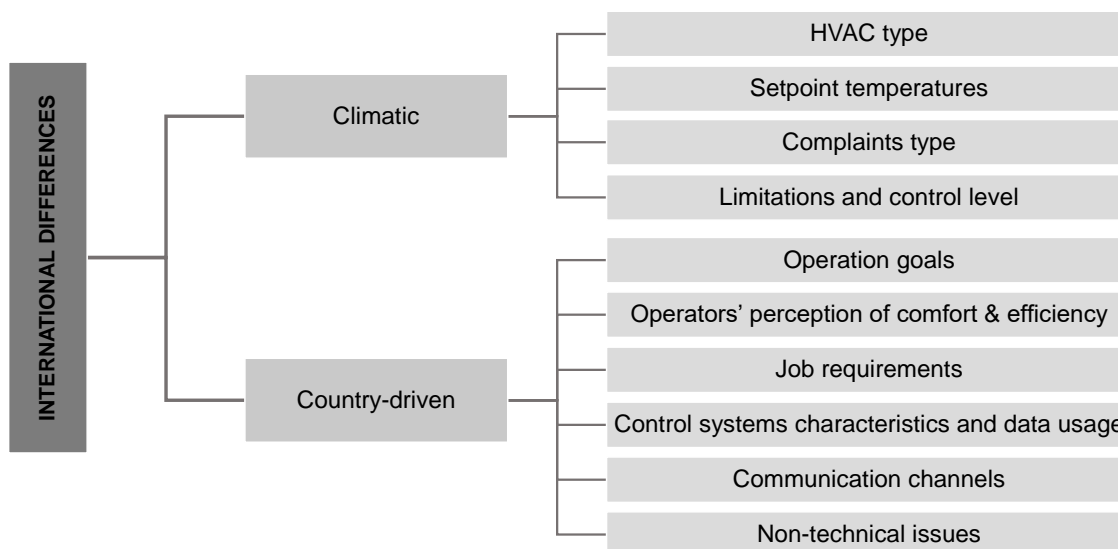 INTERNATIONAL DIFFERENCES
Climatic
HVAC type
Setpoint temperatures
Complaints type
Limitations and control level
Country-driven
Operation goals
Operators’ perception of comfort & efficiency
Job requirements
Control systems characteristics and data usage
Communication channels
Non-technical issues